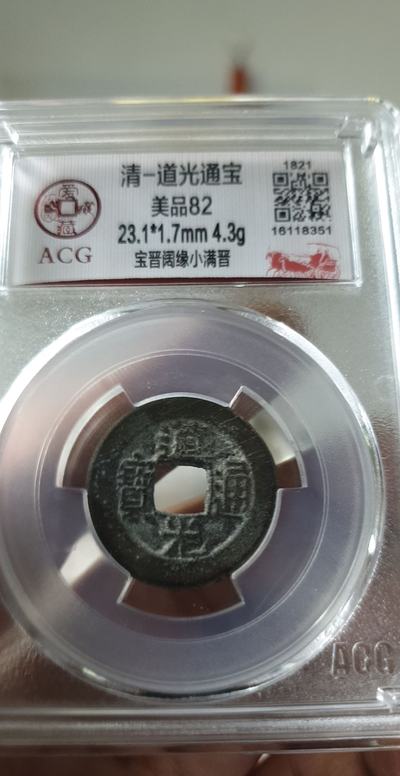 清-道光通宝
美品82
23.1*1.7mm 4.3g
宝晋阔缘小满晋
ACG
1821
16118351
道
寶 通
光
ACG